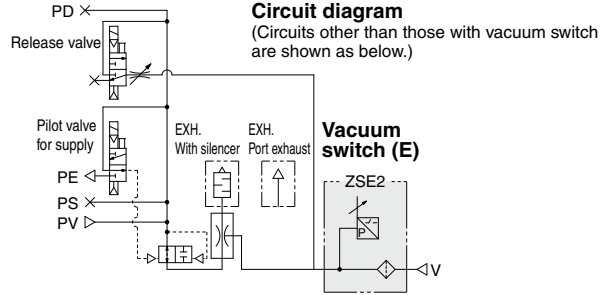 Circuit diagram
(Circuits other than those with vacuum switch
are shown as below.)
PD
Release valve
Pilot valve
for supply
PE
PS
PV
EXH.
With silencer
EXH.
Port exhaust
Vacuum
switch (E)
ZSE2
P
V